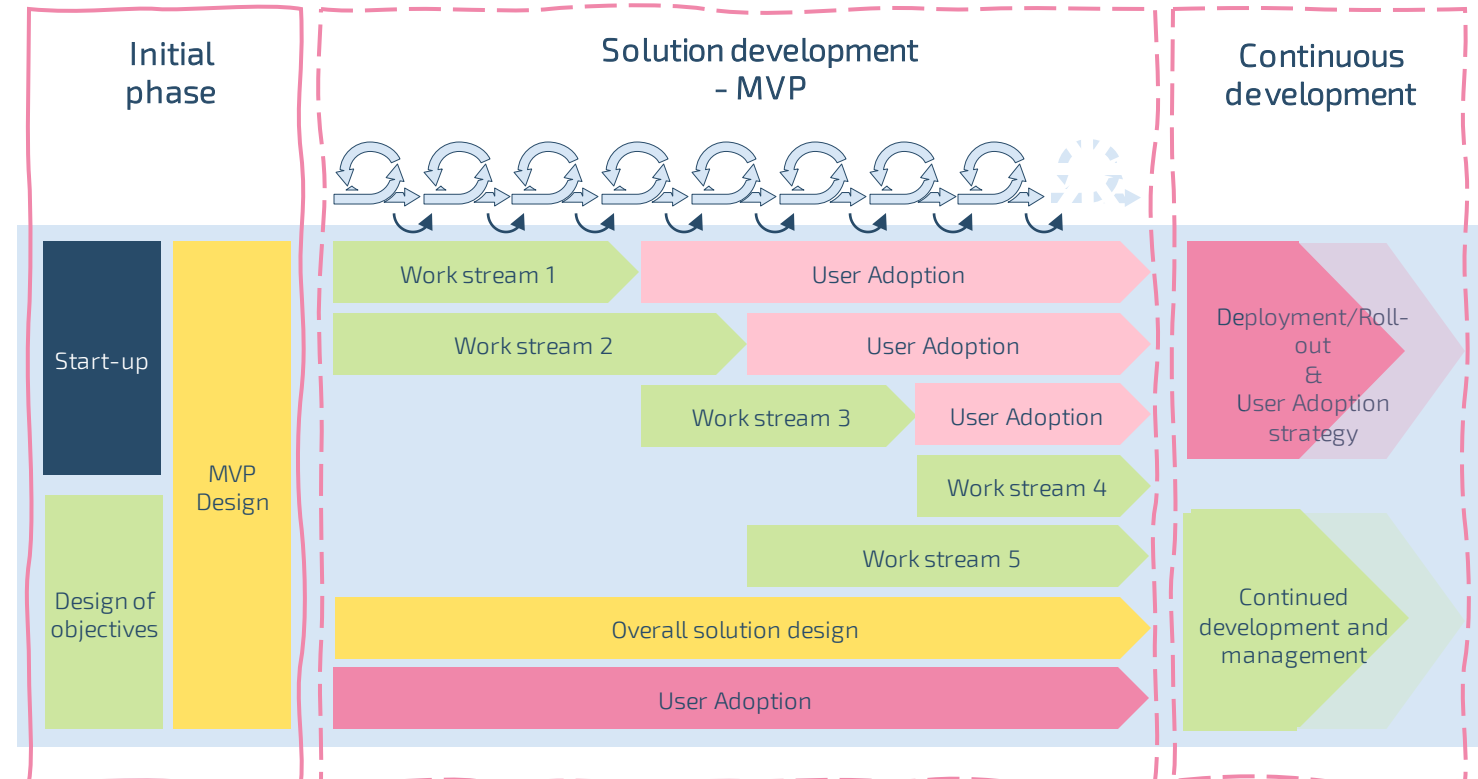 Initial
phase
Solution development
- MVP
Continuous
development
Start-up
Design of
objectives
MVP
Design
Work stream 1
User Adoption
Work stream 2
User Adoption
Work stream 3
User Adoption
Work stream 4
Work stream 5
Overall solution design
User Adoption
Deployment/Roll-
out
&
User Adoption
strategy
Continued
development and
management